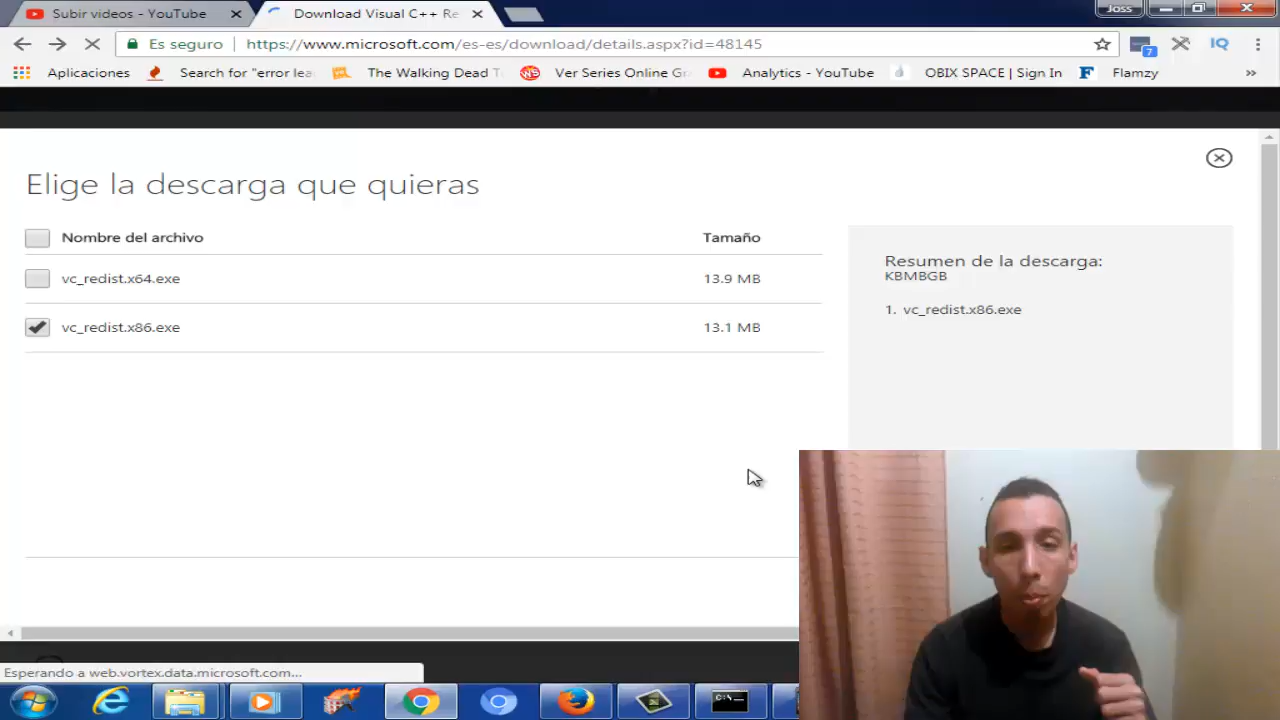 Subir videos - YouTube
Download Visual C++ Re
Joss
Es seguro
https://www.microsoft.com/es-es/download/details.aspx?id=48145
7
IQ
Aplicaciones
Search for "error lea
The Walking Dead T
Ver Series Online Gra
Analytics - YouTube
OBIX SPACE | Sign In
F
Flamzy
»
Elige la descarga que quieras
Nombre del archivo
Tamaño
vc_redist.x64.exe
13.9 MB
vc_redist.x86.exe
13.1 MB
Resumen de la descarga:
KBMBGB
1. vc_redist.x86.exe
Esperando a web.vortex.data.microsoft.com...